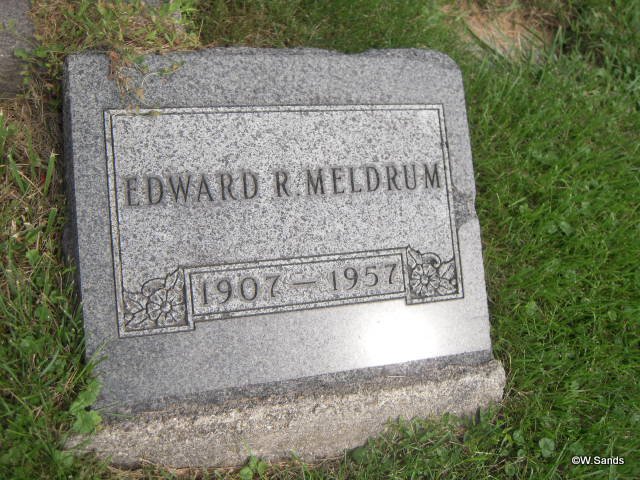 EDWARD R. MELDRUM
1907 — 1957
©W.Sands